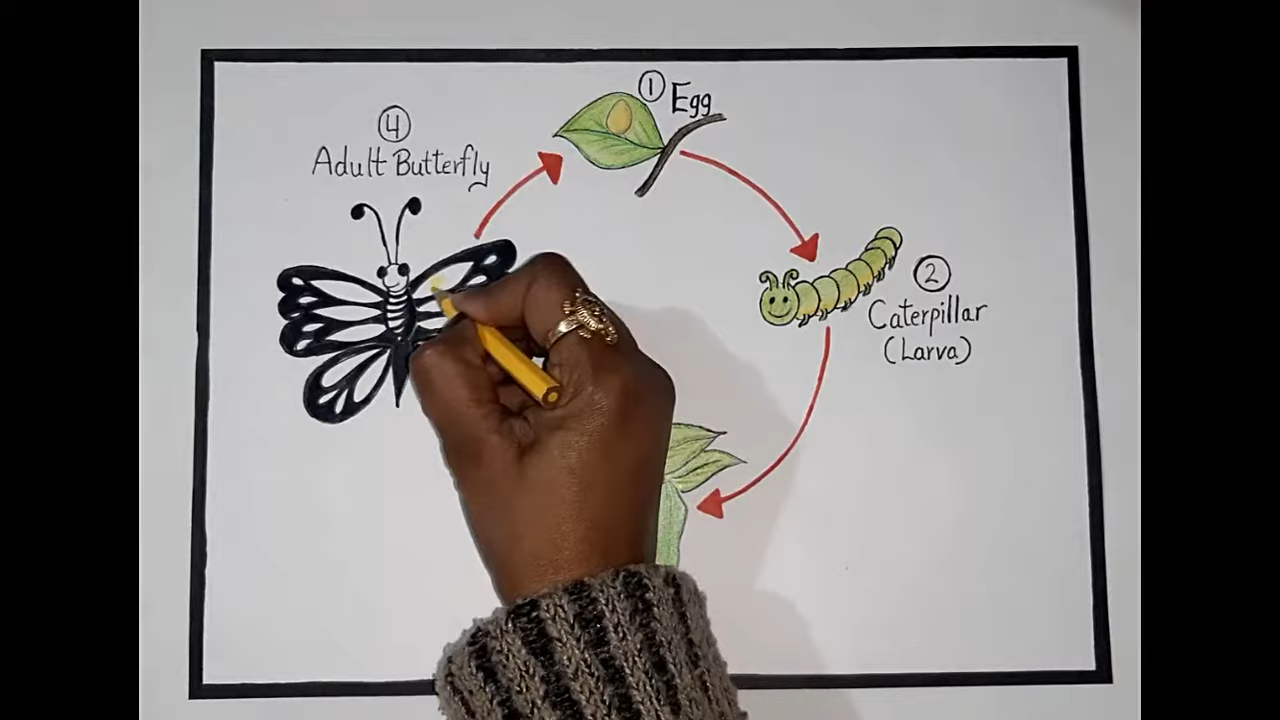 ① Egg
② 
Caterpillar
(Larva)
④
Adult Butterfly